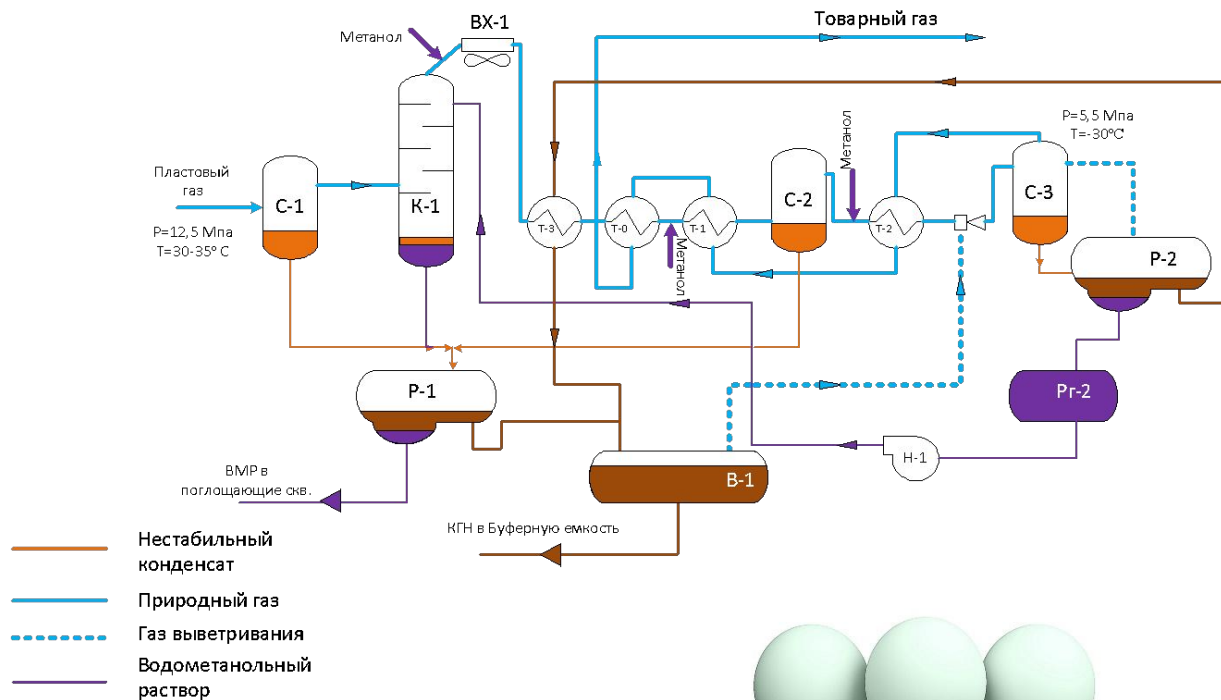 ВХ-1
Товарный газ
Метанол
Р=5,5 Мпа
Т=-30°С
Метанол
С-2
С-3
Пластовый
газ
С-1
К-1
Р=12,5 Мпа
Т=30-35° С
Т-3
Т-0
Т-1
Т-2
Метанол
Р-2
Р-1
Рг-2
Н-1
В-1
ВМР в
поглощающие скв.
КГН в Буферную емкость
Нестабильный
конденсат
Природный газ
Газ выветривания
Водометанольный
раствор